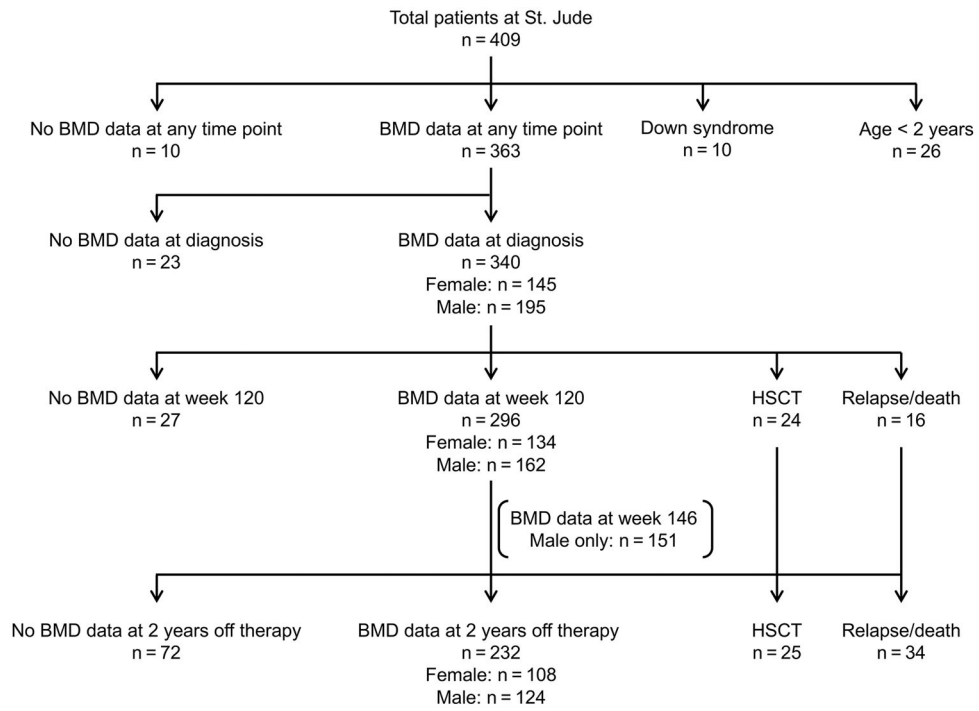 Total patients at St. Jude
n = 409
No BMD data at any time point
n = 10
BMD data at any time point
n = 363
Down syndrome
n = 10
Age < 2 years
n = 26
No BMD data at diagnosis
n = 23
BMD data at diagnosis
n = 340
Female: n = 145
Male: n = 195
No BMD data at week 120
n = 27
BMD data at week 120
n = 296
Female: n = 134
Male: n = 162
HSCT
n = 24
Relapse/death
n = 16
BMD data at week 146
Male only: n = 151
No BMD data at 2 years off therapy
n = 72
BMD data at 2 years off therapy
n = 232
Female: n = 108
Male: n = 124
HSCT
n = 25
Relapse/death
n = 34